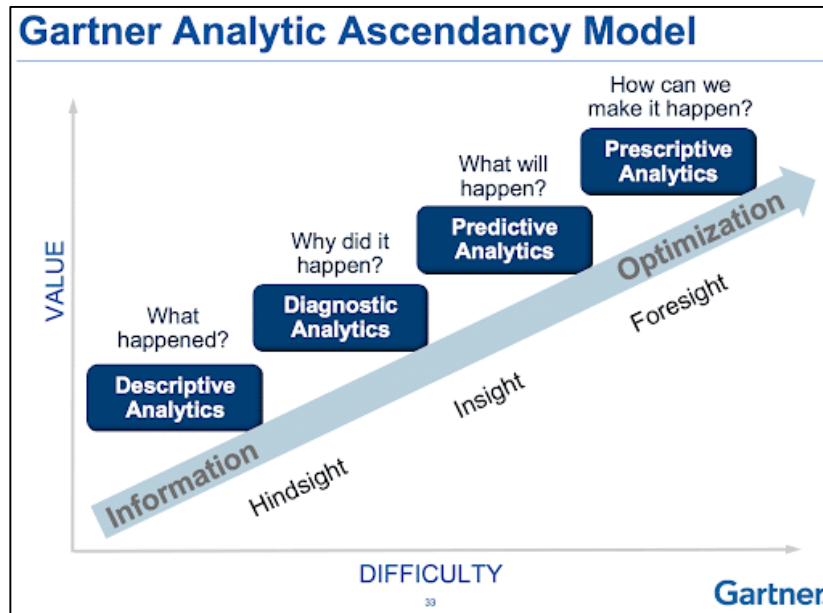 Gartner Analytic Ascendancy Model
How can we
make it happen?
Prescriptive
Analytics
What will
happen?
Predictive
Analytics
Why did it
happen?
Diagnostic
Analytics
What
happened?
Descriptive
Analytics
VALUE
Information
Optimization
Hindsight
Insight
Foresight
DIFFICULTY
33
Gartner